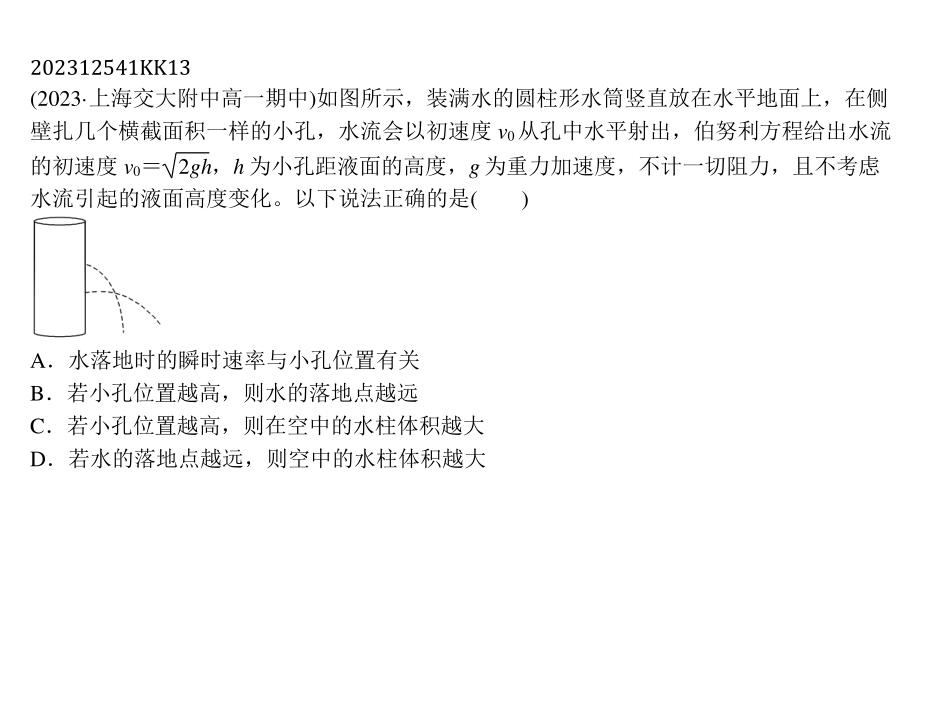 202312541KK13
(2023·上海交大附中高一期中)如图所示，装满水的圆柱形水筒竖直放在水平地面上，在侧
壁扎几个横截面积一样的小孔，水流会以初速度 v₀从孔中水平射出，伯努利方程给出水流
的初速度 v₀＝√2gh，h 为小孔距液面的高度，g 为重力加速度，不计一切阻力，且不考虑
水流引起的液面高度变化。以下说法正确的是(　　)
A．水落地时的瞬时速率与小孔位置有关
B．若小孔位置越高，则水的落地点越远
C．若小孔位置越高，则在空中的水柱体积越大
D．若水的落地点越远，则空中的水柱体积越大